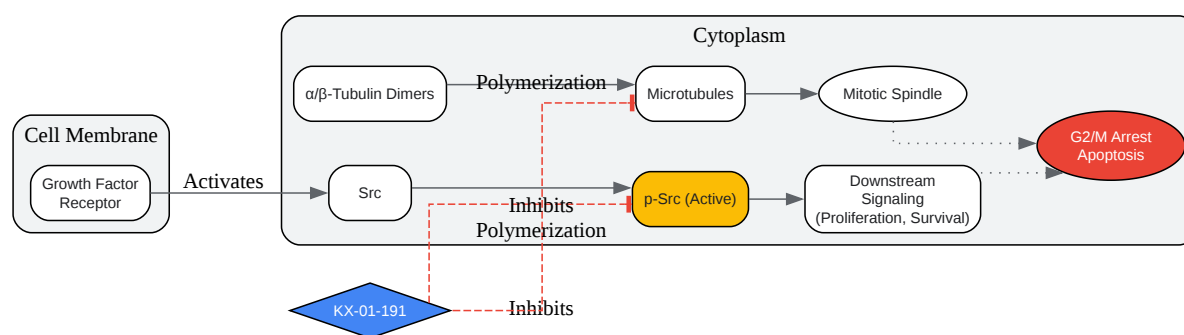 Cytoplasm
α/β-Tubulin Dimers
Polymerization
Microtubules
Mitotic Spindle
G2/M Arrest
Apoptosis
Cell Membrane
Growth Factor
Receptor
Activates
Src
p-Src (Active)
Downstream
Signaling
(Proliferation, Survival)
Inhibits
Polymerization
KX-01-191
Inhibits